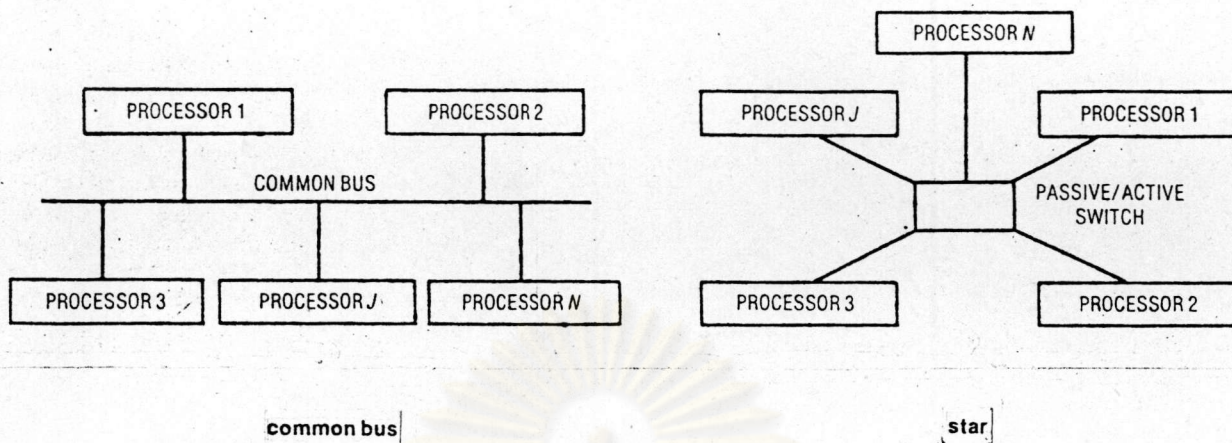 PROCESSOR 1
PROCESSOR 2
COMMON BUS
PROCESSOR 3
PROCESSOR J
PROCESSOR N
common bus
PROCESSOR N
PROCESSOR J
PROCESSOR 1
PASSIVE/ACTIVE
SWITCH
PROCESSOR 3
PROCESSOR 2
star